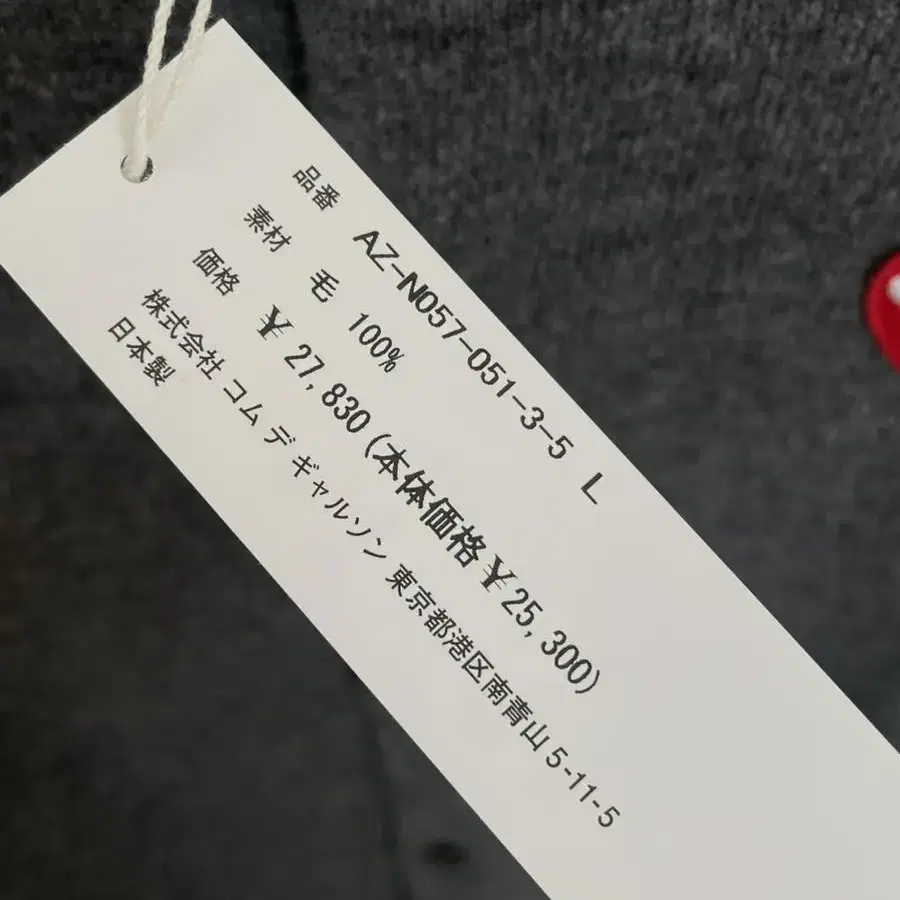 品番 AZ-N057-051-3-5 L
素材 毛 100%
価格 ¥ 27,830(本体価格¥25,300)
株式会社 コム デ ギャルソン 東京都港区南青山 5-11-5
日本製